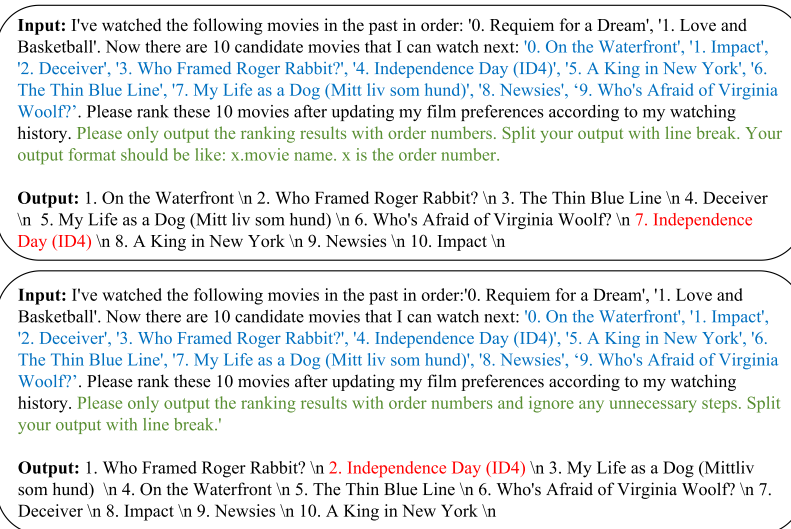 Input: I've watched the following movies in the past in order: '0. Requiem for a Dream', '1. Love and
Basketball'. Now there are 10 candidate movies that I can watch next: '0. On the Waterfront', '1. Impact',
'2. Deceiver', '3. Who Framed Roger Rabbit?', '4. Independence Day (ID4)', '5. A King in New York', '6.
The Thin Blue Line', '7. My Life as a Dog (Mitt liv som hund)', '8. Newsies', ‘9. Who's Afraid of Virginia
Woolf?’. Please rank these 10 movies after updating my film preferences according to my watching
history. Please only output the ranking results with order numbers. Split your output with line break. Your
output format should be like: x.movie name. x is the order number.
Output: 1. On the Waterfront \n 2. Who Framed Roger Rabbit? \n 3. The Thin Blue Line \n 4. Deceiver
\n 5. My Life as a Dog (Mitt liv som hund) \n 6. Who's Afraid of Virginia Woolf? \n 7. Independence
Day (ID4) \n 8. A King in New York \n 9. Newsies \n 10. Impact \n
Input: I've watched the following movies in the past in order:'0. Requiem for a Dream', '1. Love and
Basketball'. Now there are 10 candidate movies that I can watch next: '0. On the Waterfront', '1. Impact',
'2. Deceiver', '3. Who Framed Roger Rabbit?', '4. Independence Day (ID4)', '5. A King in New York', '6.
The Thin Blue Line', '7. My Life as a Dog (Mitt liv som hund)', '8. Newsies', ‘9. Who's Afraid of Virginia
Woolf?’. Please rank these 10 movies after updating my film preferences according to my watching
history. Please only output the ranking results with order numbers and ignore any unnecessary steps. Split
your output with line break.'
Output: 1. Who Framed Roger Rabbit? \n 2. Independence Day (ID4) \n 3. My Life as a Dog (Mittliv
som hund) \n 4. On the Waterfront \n 5. The Thin Blue Line \n 6. Who's Afraid of Virginia Woolf? \n 7.
Deceiver \n 8. Impact \n 9. Newsies \n 10. A King in New York \n